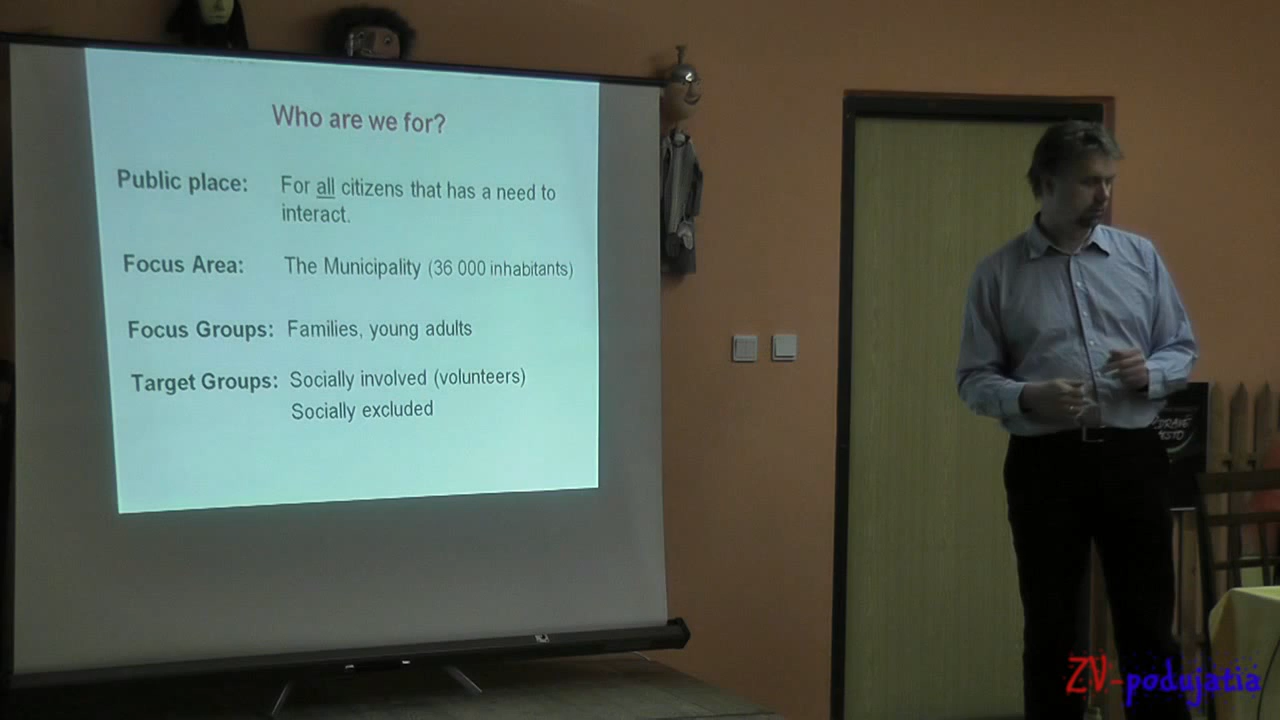 Who are we for?
Public place: For all citizens that has a need to
interact.
Focus Area: The Municipality (36 000 inhabitants)
Focus Groups: Families, young adults
Target Groups: Socially involved (volunteers)
Socially excluded
ZV-podujatia